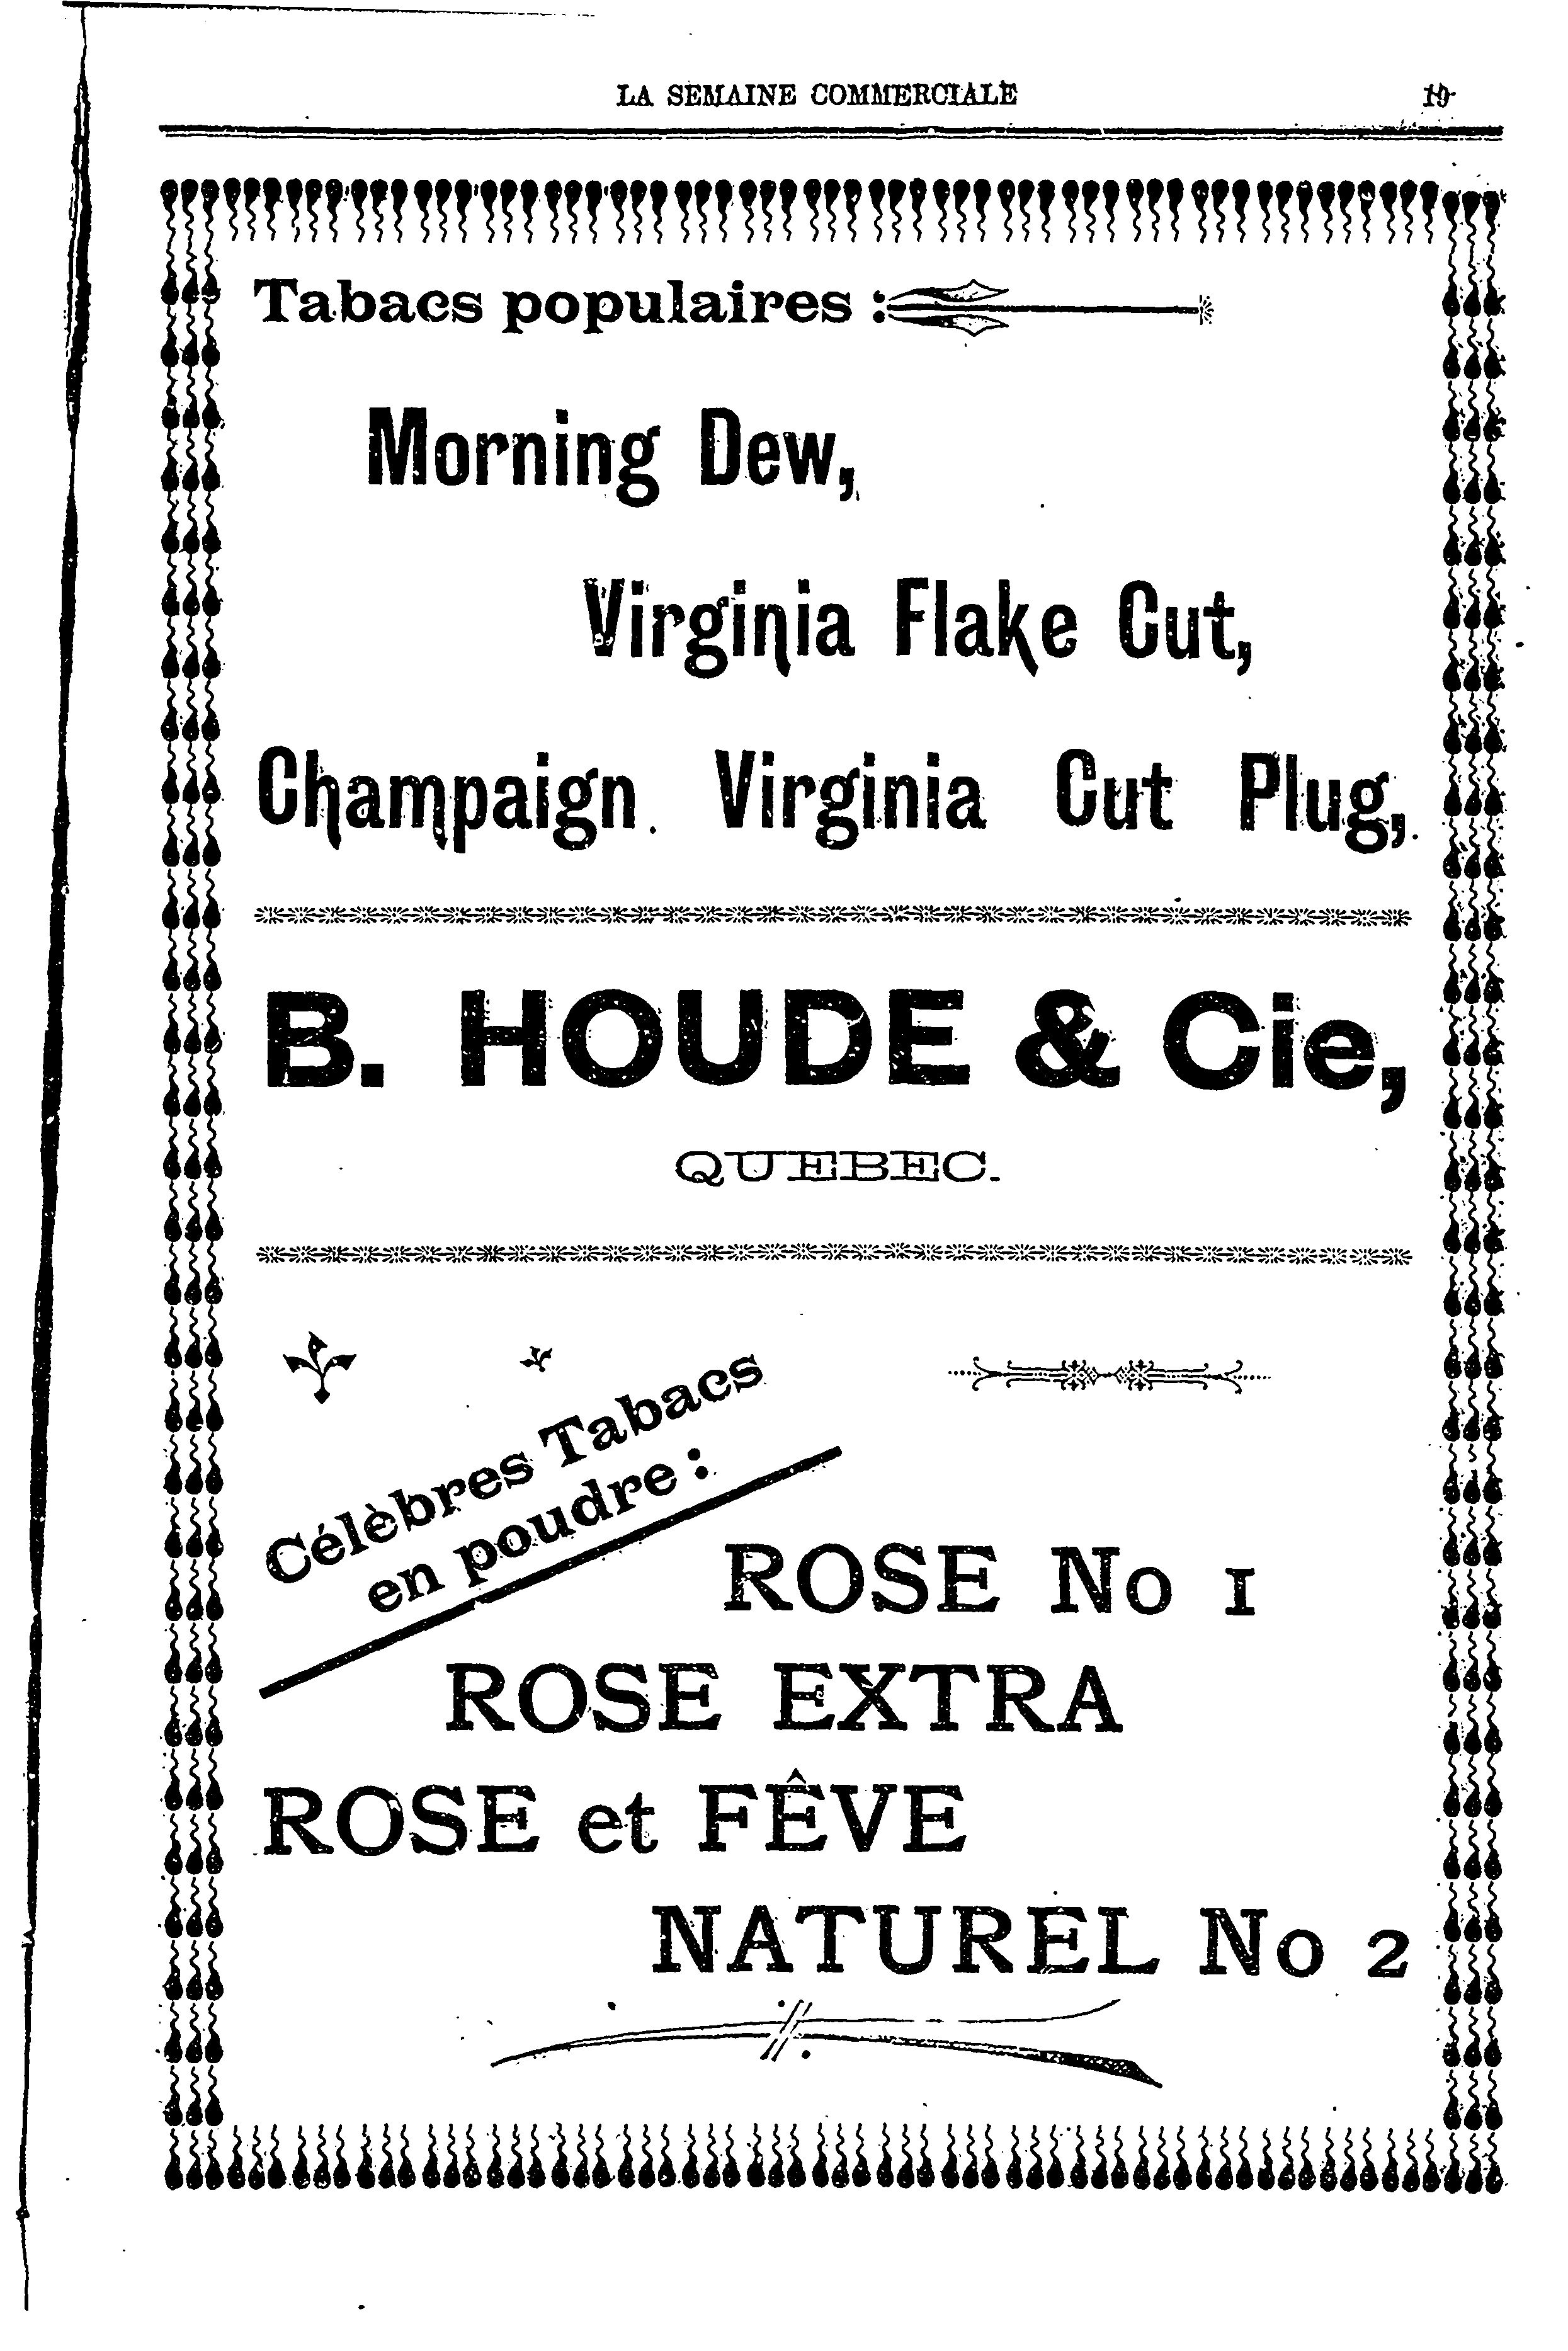 LA SEMAINE COMMERCIALE 19
Tabacs populaires :
Morning Dew,
Virginia Flake Cut,
Champaign Virginia Cut Plug,
B. HOUDE & Cie,
QUEBEC.
Célèbres Tabacs
en poudre :
ROSE No 1
ROSE EXTRA
ROSE et FÊVE
NATUREL No 2